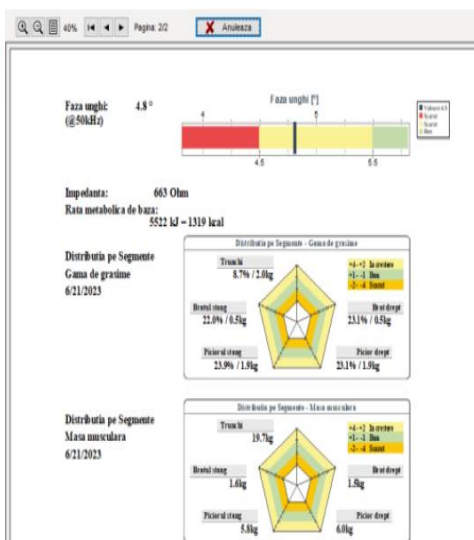 40% Pagina: 2/2 Anuleaza
Faza unghi: 4.8 °
(@50kHz)
Faza unghi [°]
4 5
4.5 5.5
Impedanta: 663 Ohm
Rata metabolica de baza:
5522 kJ – 1319 kcal
Distributia pe Segmente - Gama de grasime
Distributia pe Segmente
Gama de grasime
6/21/2023
Trunchi
8.7% / 2.0kg
+4 - +2 In crestere
+1 - -1 Bun
-2 - -4 Scazut
Bratul stang
22.0% / 0.5kg
Brat drept
23.1% / 0.5kg
Piciorul stang
23.9% / 1.9kg
Picior drept
23.1% / 1.9kg
Distributia pe Segmente - Masa musculara
Distributia pe Segmente
Masa musculara
6/21/2023
Trunchi
19.7kg
+4 - +2 In crestere
+1 - -1 Bun
-2 - -4 Scazut
Bratul stang
1.6kg
Brat drept
1.5kg
Piciorul stang
5.8kg
Picior drept
6.0kg